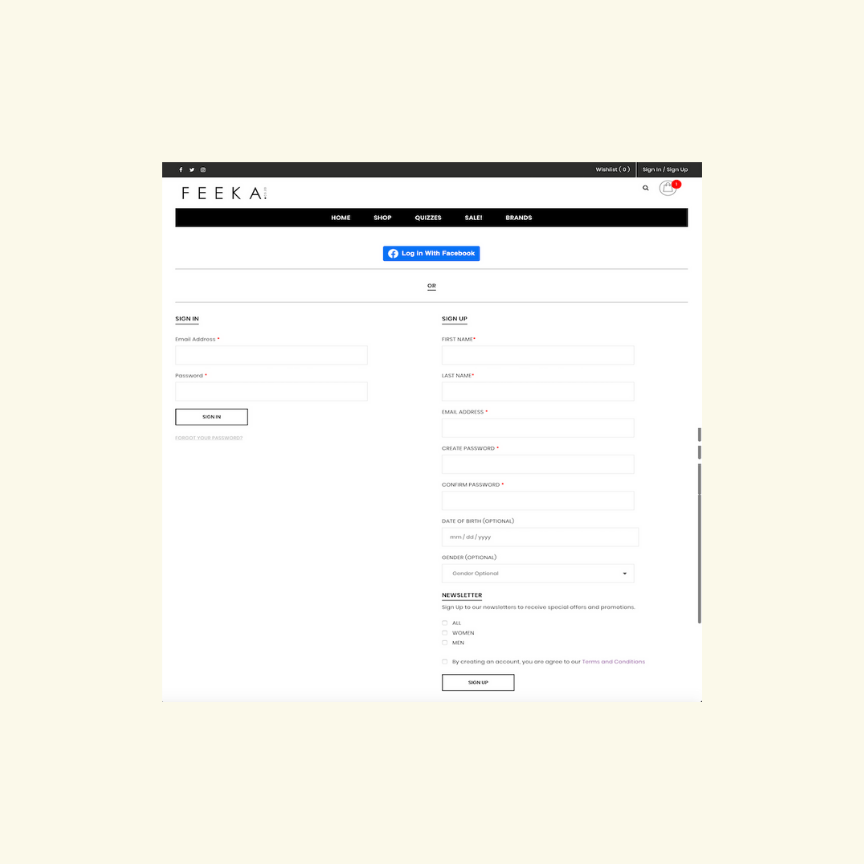 Wishlist ( 0 )
Sign In / Sign Up
FEEKA
1
HOME SHOP QUIZZES SALE! BRANDS
Log In With Facebook
OR
SIGN IN
Email Address *
Password *
SIGN IN
FORGOT YOUR PASSWORD?
SIGN UP
FIRST NAME*
LAST NAME*
EMAIL ADDRESS *
CREATE PASSWORD *
CONFIRM PASSWORD *
DATE OF BIRTH (OPTIONAL)
mm / dd / yyyy
GENDER (OPTIONAL)
Gender Optional
NEWSLETTER
Sign Up to our newsletters to receive special offers and promotions.
ALL
WOMEN
MEN
By creating an account, you are agree to our Terms and Conditions
SIGN UP